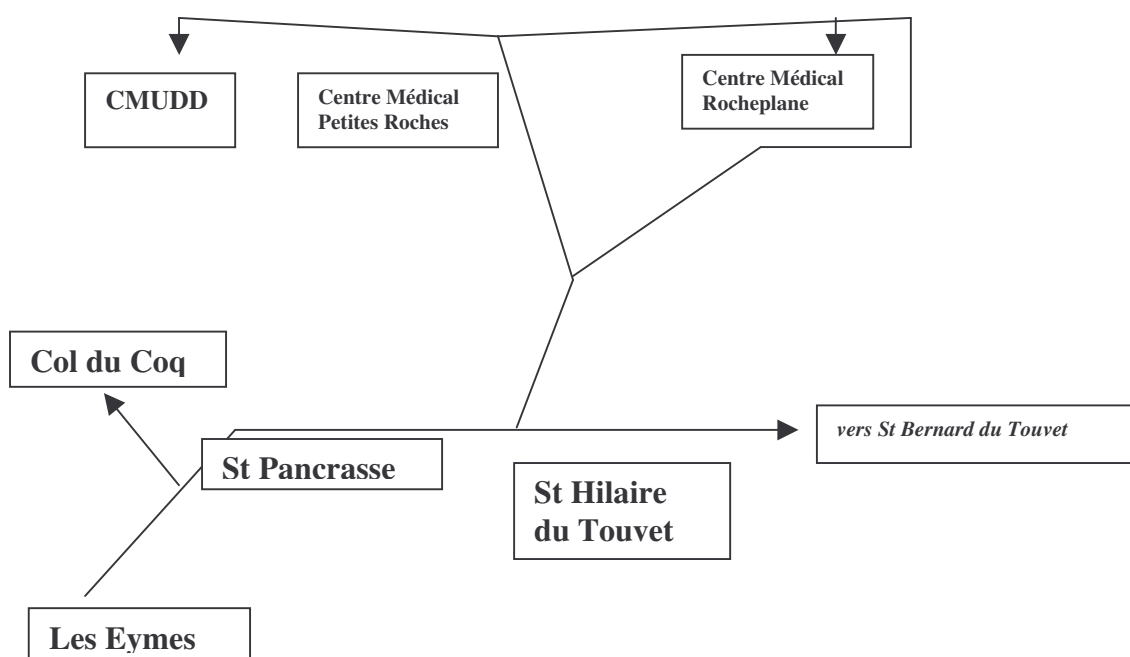 CMUDD
Centre Médical
Petites Roches
Centre Médical
Rocheplane
Col du Coq
vers St Bernard du Touvet
St Pancrasse
St Hilaire
du Touvet
Les Eymes